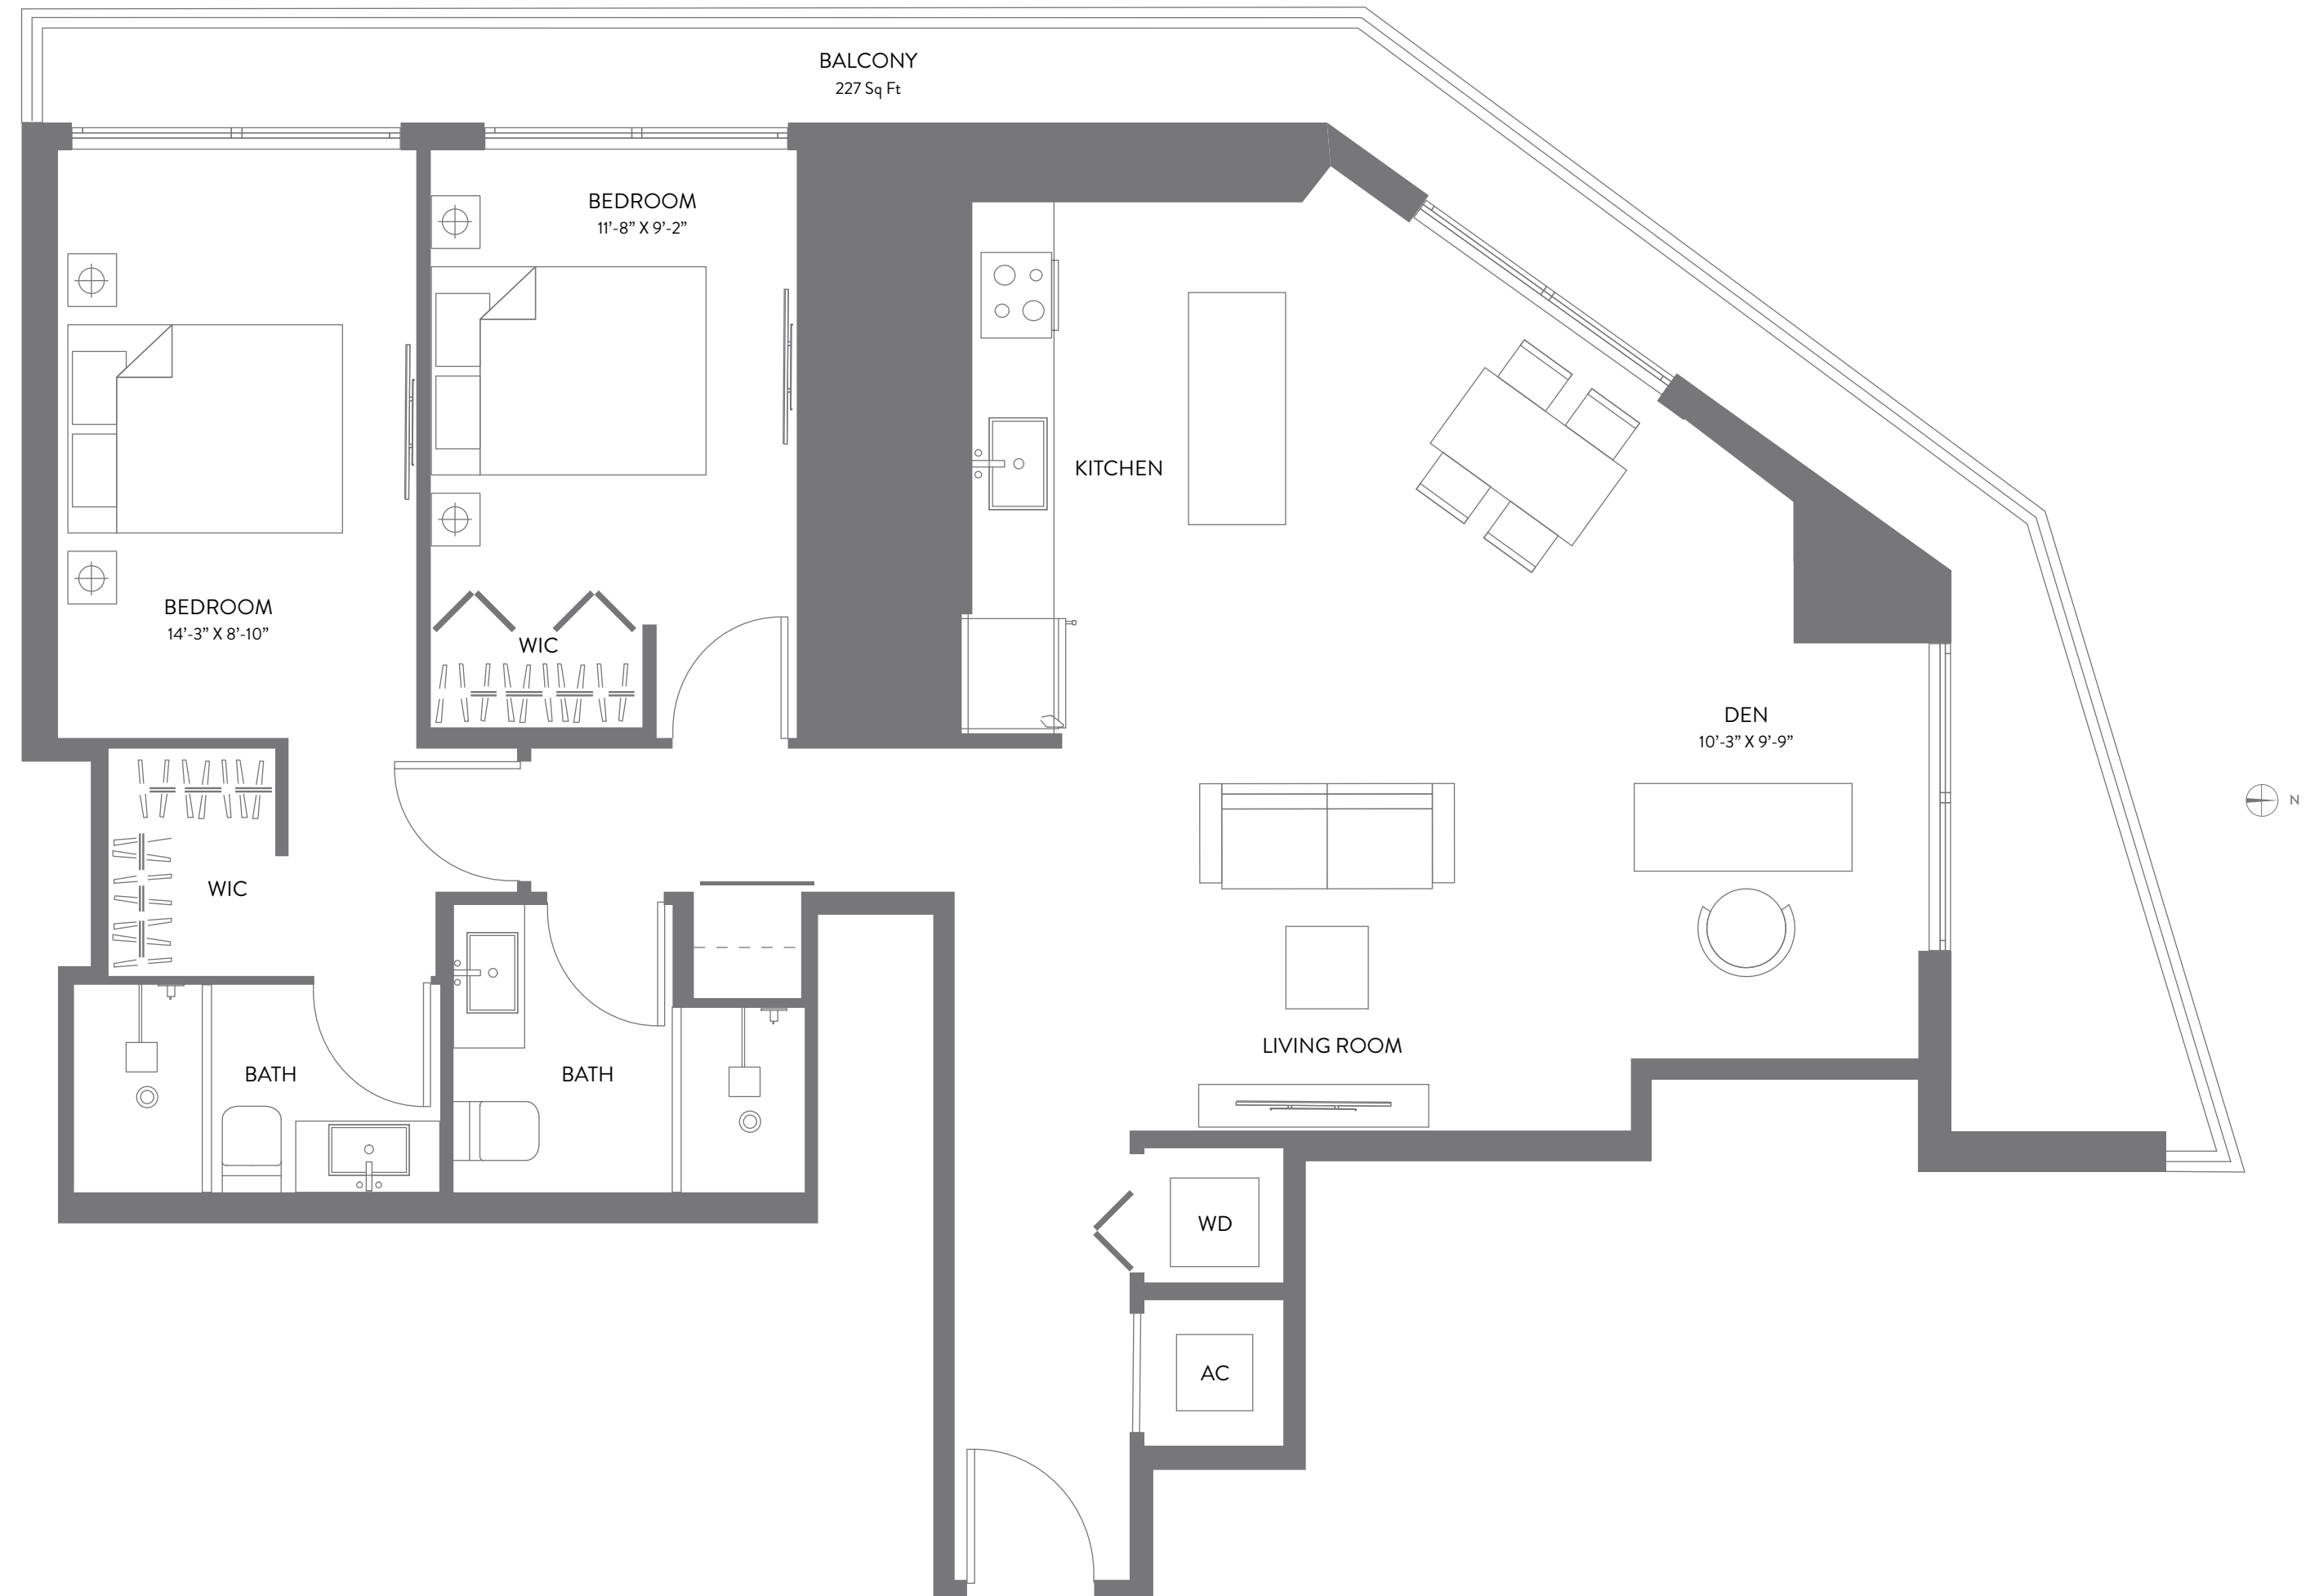 BALCONY
227 Sq Ft
BEDROOM
11’-8” X 9’-2”
KITCHEN
BEDROOM
14’-3” X 8’-10”
WIC
DEN
10’-3” X 9’-9”
N
WIC
LIVING ROOM
BATH
BATH
WD
AC